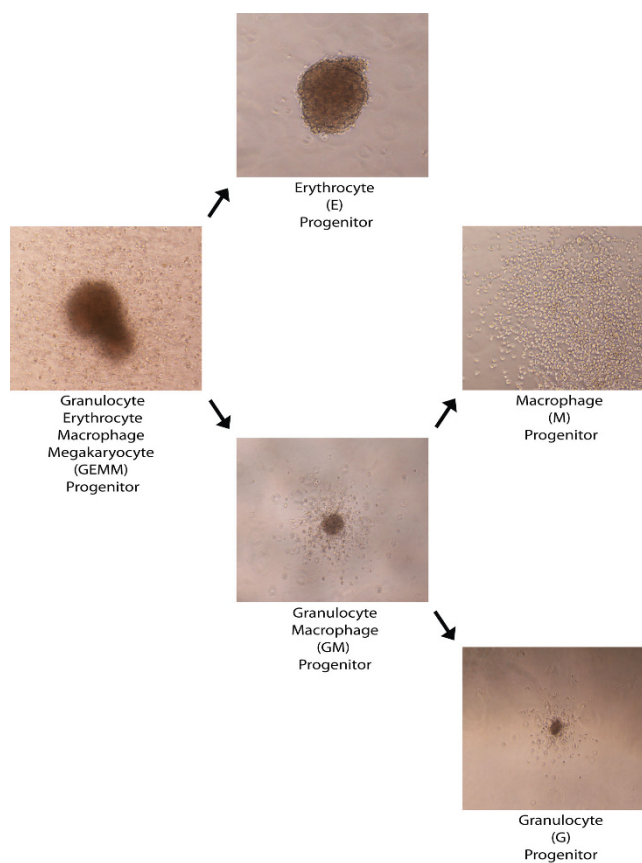 Erythrocyte
(E)
Progenitor
Granulocyte
Erythrocyte
Macrophage
Megakaryocyte
(GEMM)
Progenitor
Macrophage
(M)
Progenitor
Granulocyte
Macrophage
(GM)
Progenitor
Granulocyte
(G)
Progenitor